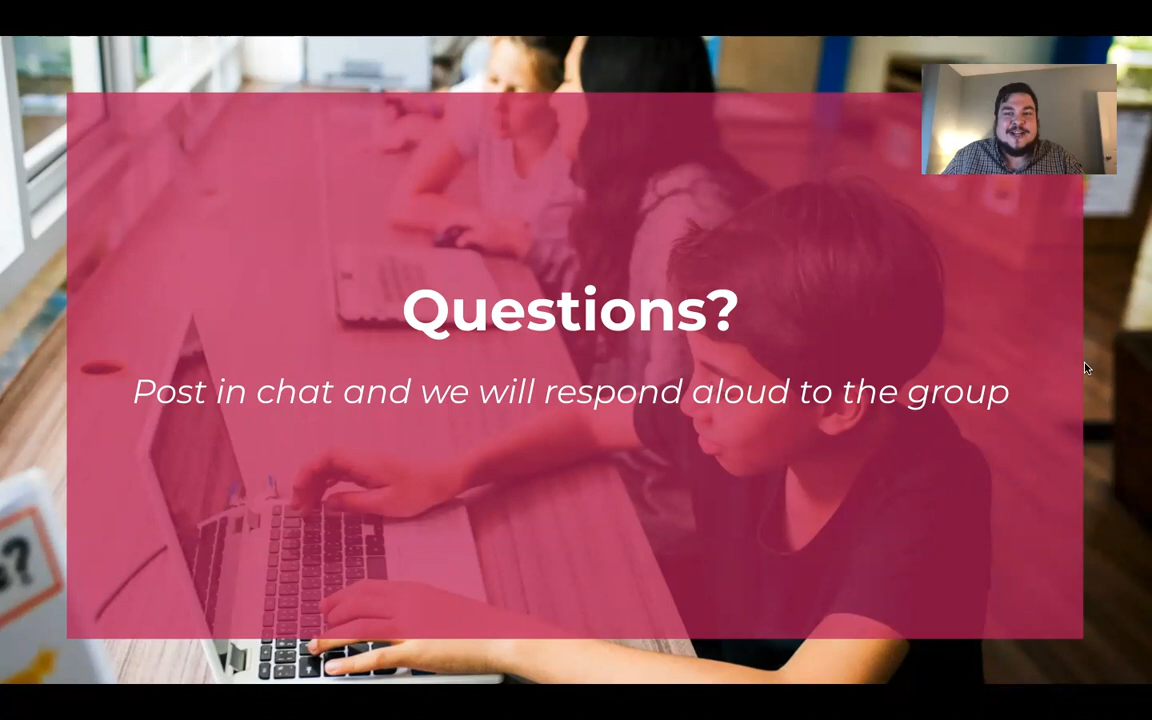 Questions?
Post in chat and we will respond aloud to the group
?